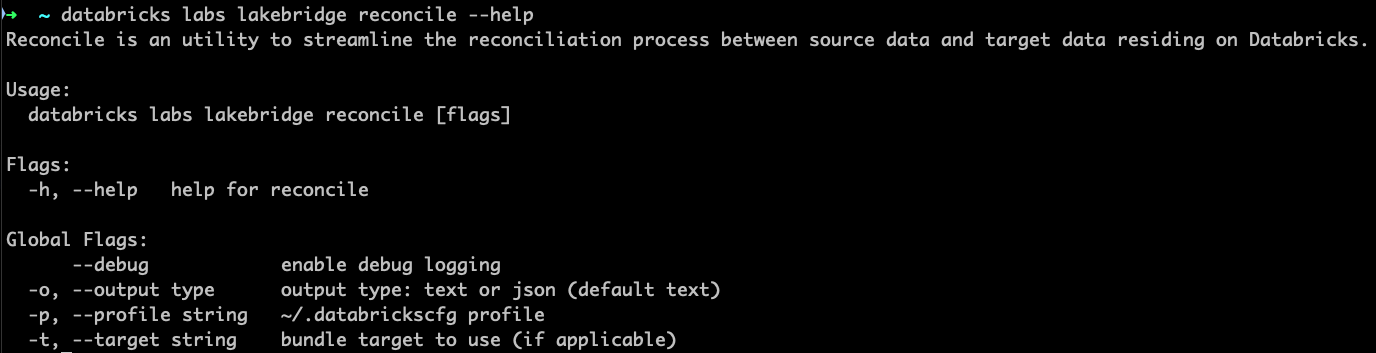 ➜ ~ databricks labs lakebridge reconcile --help
Reconcile is an utility to streamline the reconciliation process between source data and target data residing on Databricks.
Usage:
databricks labs lakebridge reconcile [flags]
Flags:
-h, --help help for reconcile
Global Flags:
--debug enable debug logging
-o, --output type output type: text or json (default text)
-p, --profile string ~/.databrickscfg profile
-t, --target string bundle target to use (if applicable)